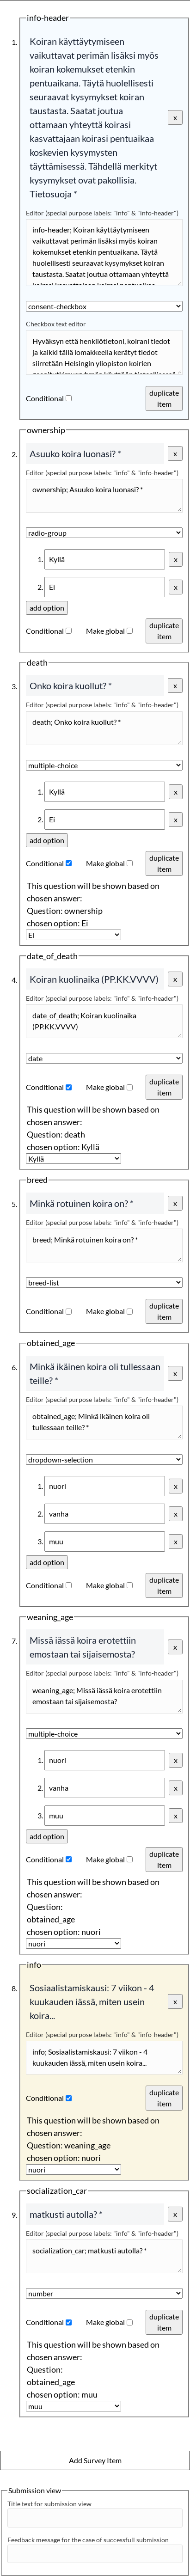 info-header
1. Koiran käyttäytymiseen
vaikuttavat perimän lisäksi myös
koiran kokemukset etenkin
pentuaikana. Täytä huolellisesti
seuraavat kysymykset koiran
taustasta. Saatat joutua
ottamaan yhteyttä koirasi
kasvattajaan koirasi pentuaikaa
koskevien kysymysten
täyttämisessä. Tähdellä merkityt
kysymykset ovat pakollisia.
Tietosuoja *
x
Editor (special purpose labels: "info" & "info-header")
info-header; Koiran käyttäytymiseen
vaikuttavat perimän lisäksi myös koiran
kokemukset etenkin pentuaikana. Täytä
huolellisesti seuraavat kysymykset koiran
taustasta. Saatat joutua ottamaan
yhteyttä koirasi kasvattajaan koirasi
consent-checkbox
Checkbox text editor
Hyväksyn että henkilötietoni, koirani tiedot
ja kaikki tällä lomakkeella kerätyt tiedot
siirretään Helsingin yliopiston koirien
Conditional
duplicate
item
ownership
2. Asuuko koira luonasi? *
x
Editor (special purpose labels: "info" & "info-header")
ownership; Asuuko koira luonasi? *
radio-group
1. Kyllä
x
2. Ei
x
add option
Conditional Make global
duplicate
item
death
3. Onko koira kuollut? *
x
Editor (special purpose labels: "info" & "info-header")
death; Onko koira kuollut? *
multiple-choice
1. Kyllä
x
2. Ei
x
add option
Conditional Make global
duplicate
item
This question will be shown based on
chosen answer:
Question: ownership
chosen option: Ei
Ei
date_of_death
4. Koiran kuolinaika (PP.KK.VVVV)
x
Editor (special purpose labels: "info" & "info-header")
date_of_death; Koiran kuolinaika
(PP.KK.VVVV)
date
Conditional Make global
duplicate
item
This question will be shown based on
chosen answer:
Question: death
chosen option: Kyllä
Kyllä
breed
5. Minkä rotuinen koira on? *
x
Editor (special purpose labels: "info" & "info-header")
breed; Minkä rotuinen koira on? *
breed-list
Conditional Make global
duplicate
item
obtained_age
6. Minkä ikäinen koira oli tullessaan
teille? *
x
Editor (special purpose labels: "info" & "info-header")
obtained_age; Minkä ikäinen koira oli
tullessaan teille? *
dropdown-selection
1. nuori
x
2. vanha
x
3. muu
x
add option
Conditional Make global
duplicate
item
weaning_age
7. Missä iässä koira erotettiin
emostaan tai sijaisemosta?
x
Editor (special purpose labels: "info" & "info-header")
weaning_age; Missä iässä koira erotettiin
emostaan tai sijaisemosta?
multiple-choice
1. nuori
x
2. vanha
x
3. muu
x
add option
Conditional Make global
duplicate
item
This question will be shown based on
chosen answer:
Question:
obtained_age
chosen option: nuori
nuori
info
8. Sosiaalistamiskausi: 7 viikon - 4
kuukauden iässä, miten usein
koira...
x
Editor (special purpose labels: "info" & "info-header")
info; Sosiaalistamiskausi: 7 viikon - 4
kuukauden iässä, miten usein koira...
Conditional
duplicate
item
This question will be shown based on
chosen answer:
Question: weaning_age
chosen option: nuori
nuori
socialization_car
9. matkusti autolla? *
x
Editor (special purpose labels: "info" & "info-header")
socialization_car; matkusti autolla? *
number
Conditional Make global
duplicate
item
This question will be shown based on
chosen answer:
Question:
obtained_age
chosen option: muu
muu
Add Survey Item
Submission view
Title text for submission view
Feedback message for the case of successfull submission